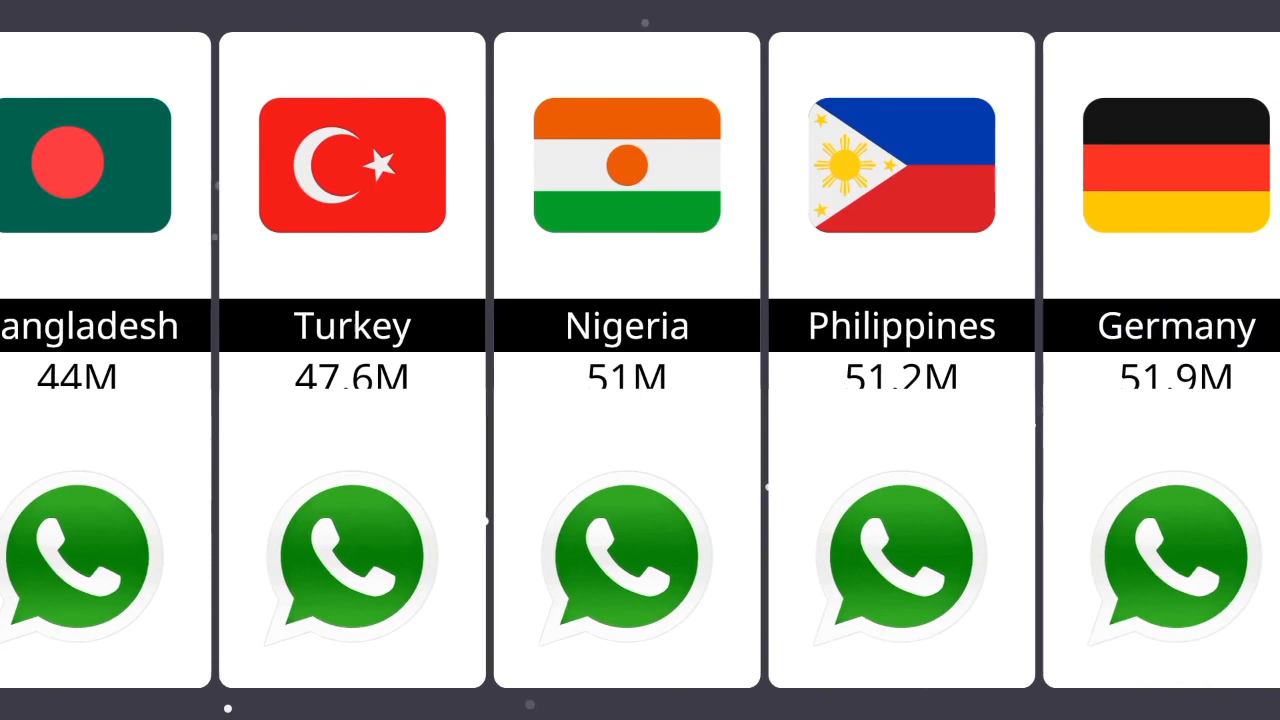 angladesh
44M
Turkey
47.6M
Nigeria
51M
Philippines
51.2M
Germany
51.9M